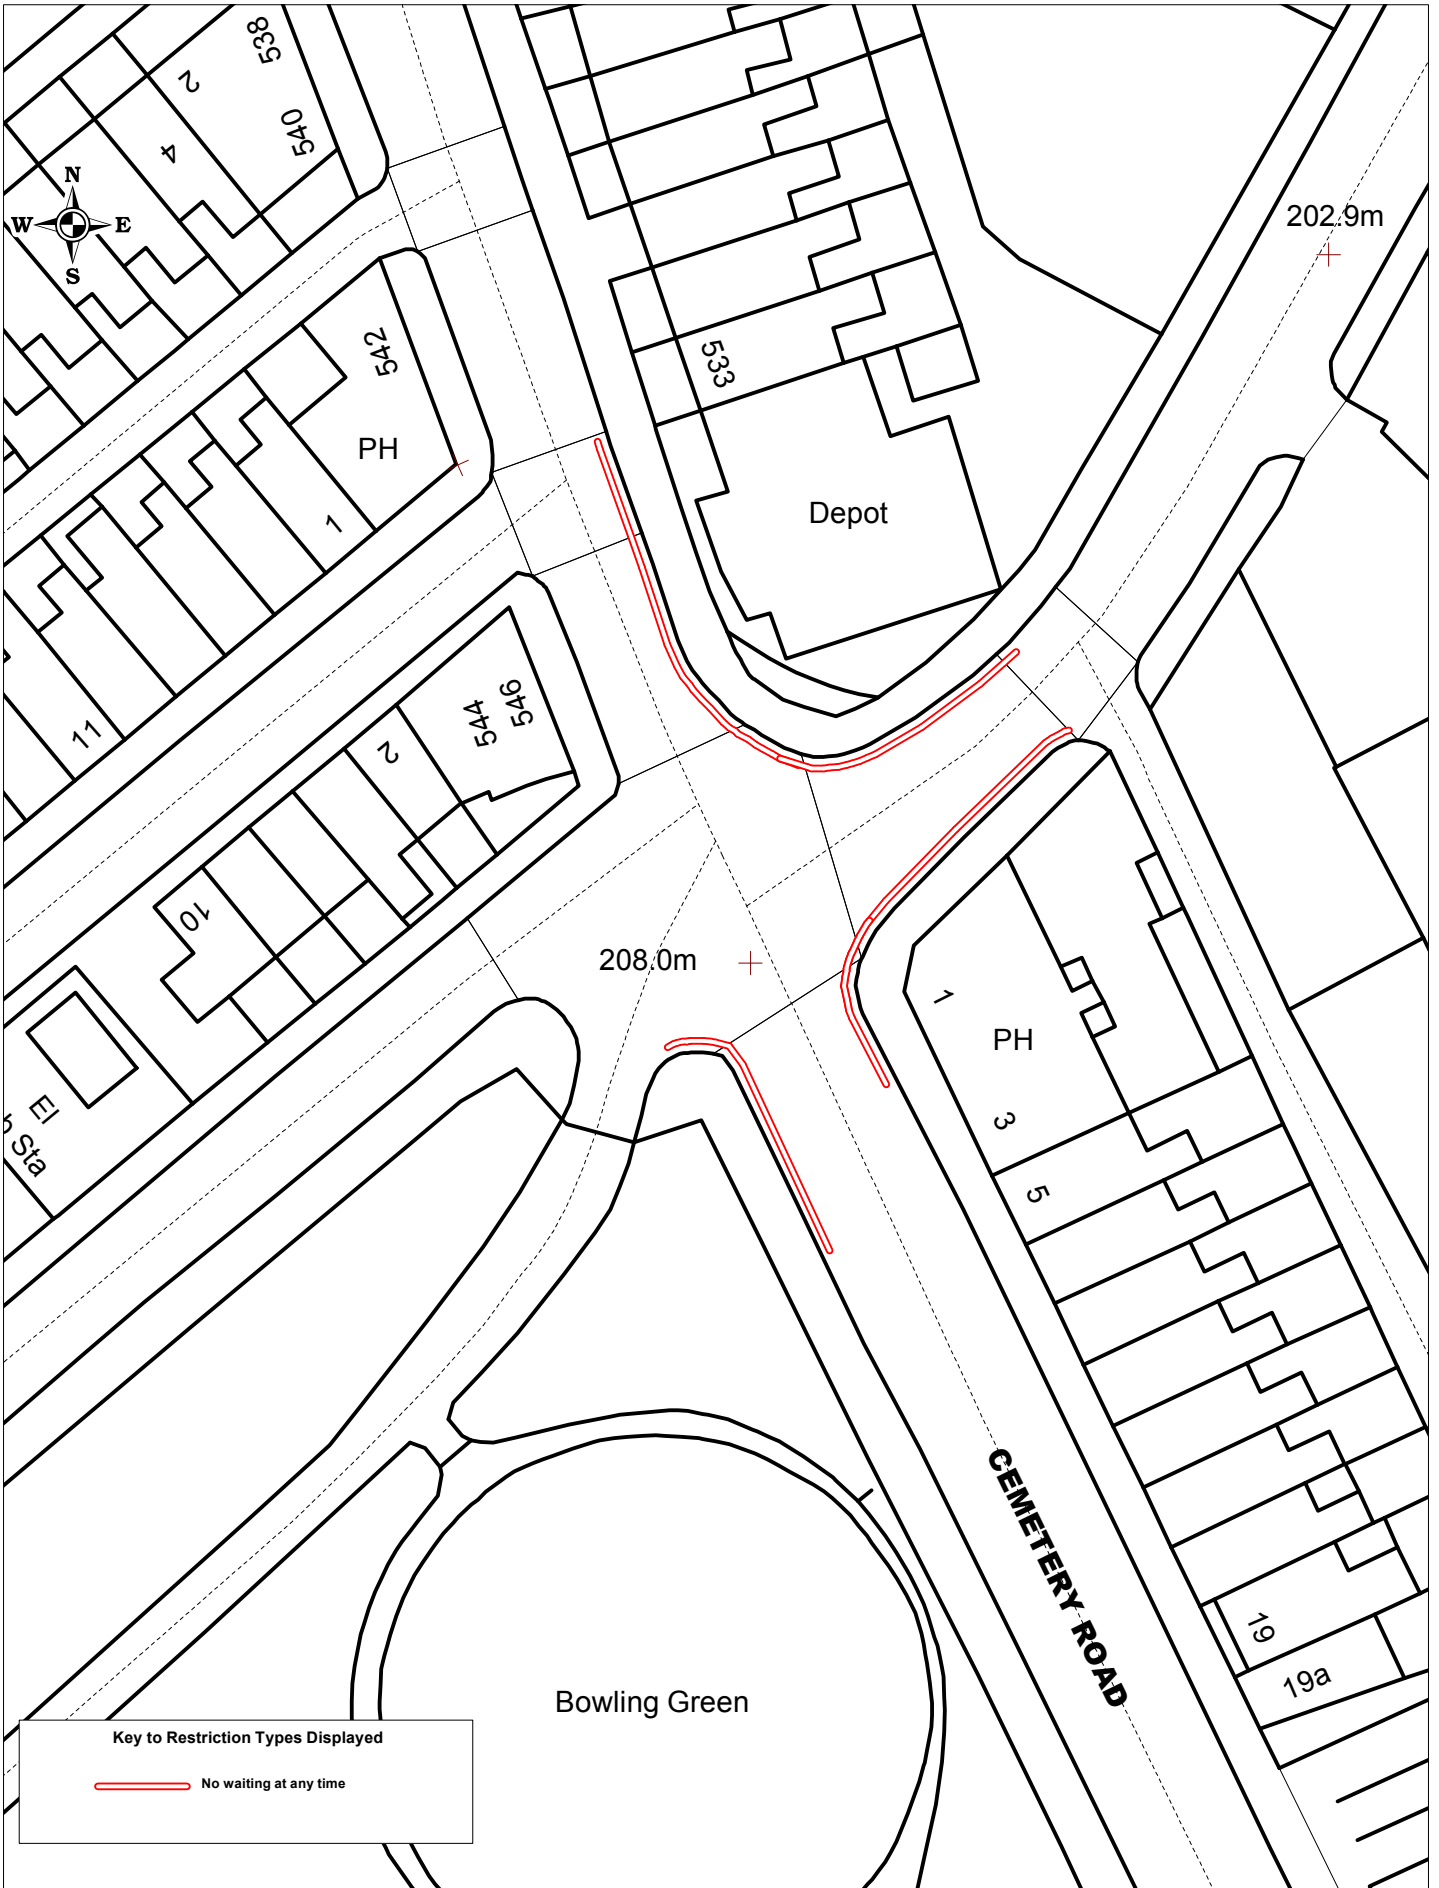 538
2
540
4
N
W
E
S
202.9m
542
533
PH
1
Depot
546
544
2
11
10
208.0m
1
PH
El
b Sta
3
5
CEMETERY ROAD
19
19a
Bowling Green
Key to Restriction Types Displayed
No waiting at any time